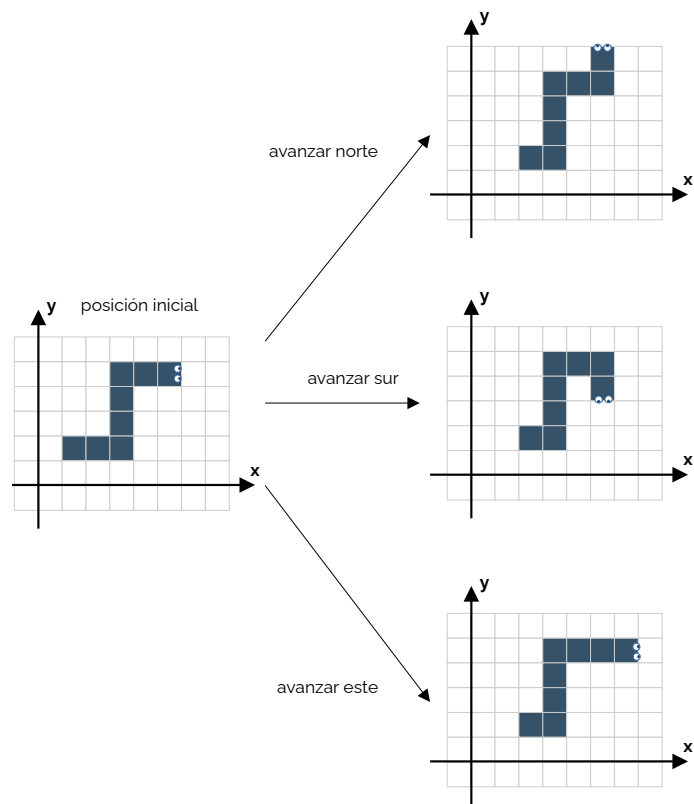 y
x
avanzar norte
posición inicial
y
x
avanzar sur
y
x
avanzar este
y
x